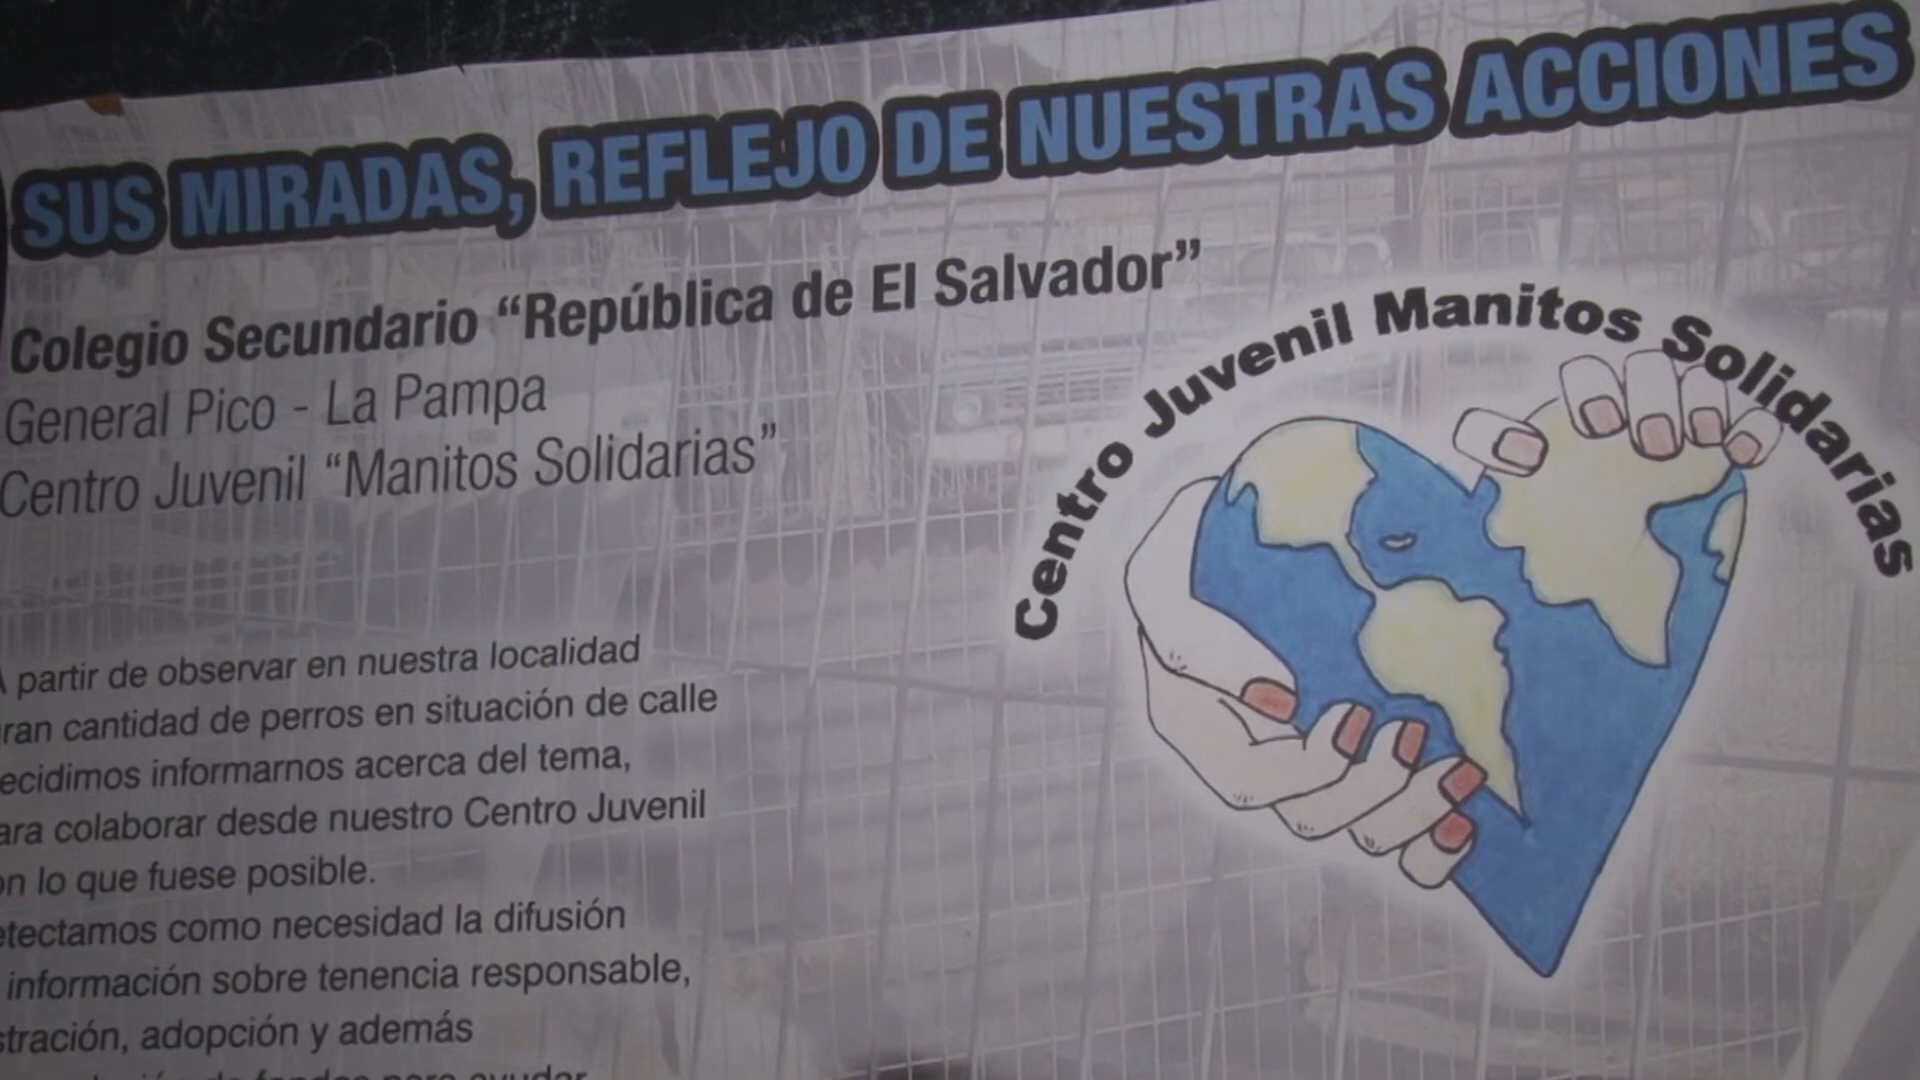 SUS MIRADAS, REFLEJO DE NUESTRAS ACCIONES
Colegio Secundario “República de El Salvador”
General Pico - La Pampa
Centro Juvenil “Manitos Solidarias”
Centro Juvenil Manitos Solidarias
A partir de observar en nuestra localidad
ran cantidad de perros en situación de calle
ecidimos informarnos acerca del tema,
ara colaborar desde nuestro Centro Juvenil
on lo que fuese posible.
etectamos como necesidad la difusión
información sobre tenencia responsable,
stración, adopción y además